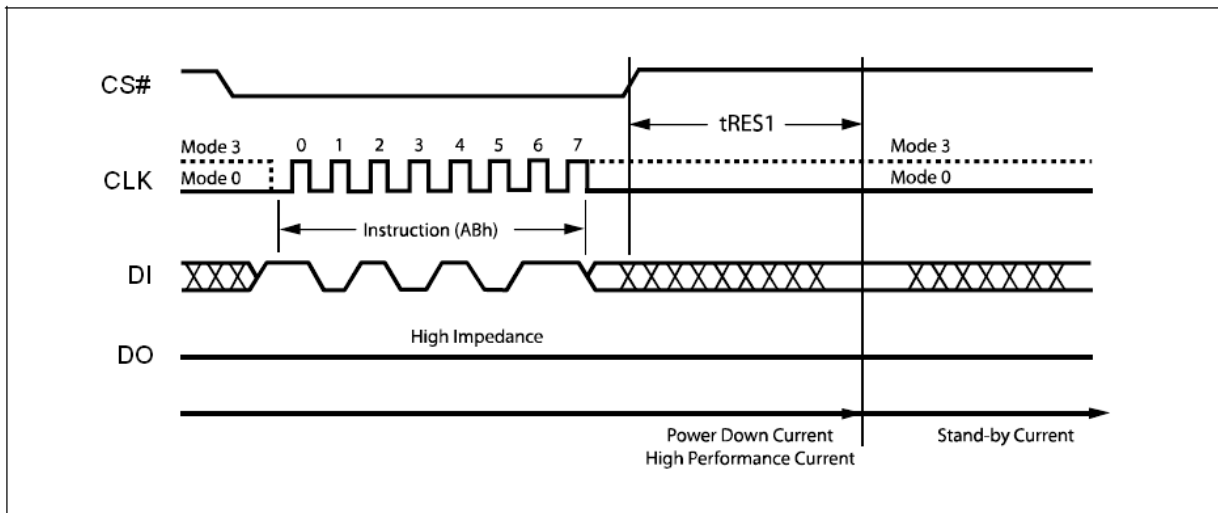 CS#
tRES1
Mode 3 0 1 2 3 4 5 6 7 Mode 3
CLK Mode 0 Mode 0
Instruction (ABh)
DI
High Impedance
DO
Power Down Current Stand-by Current
High Performance Current